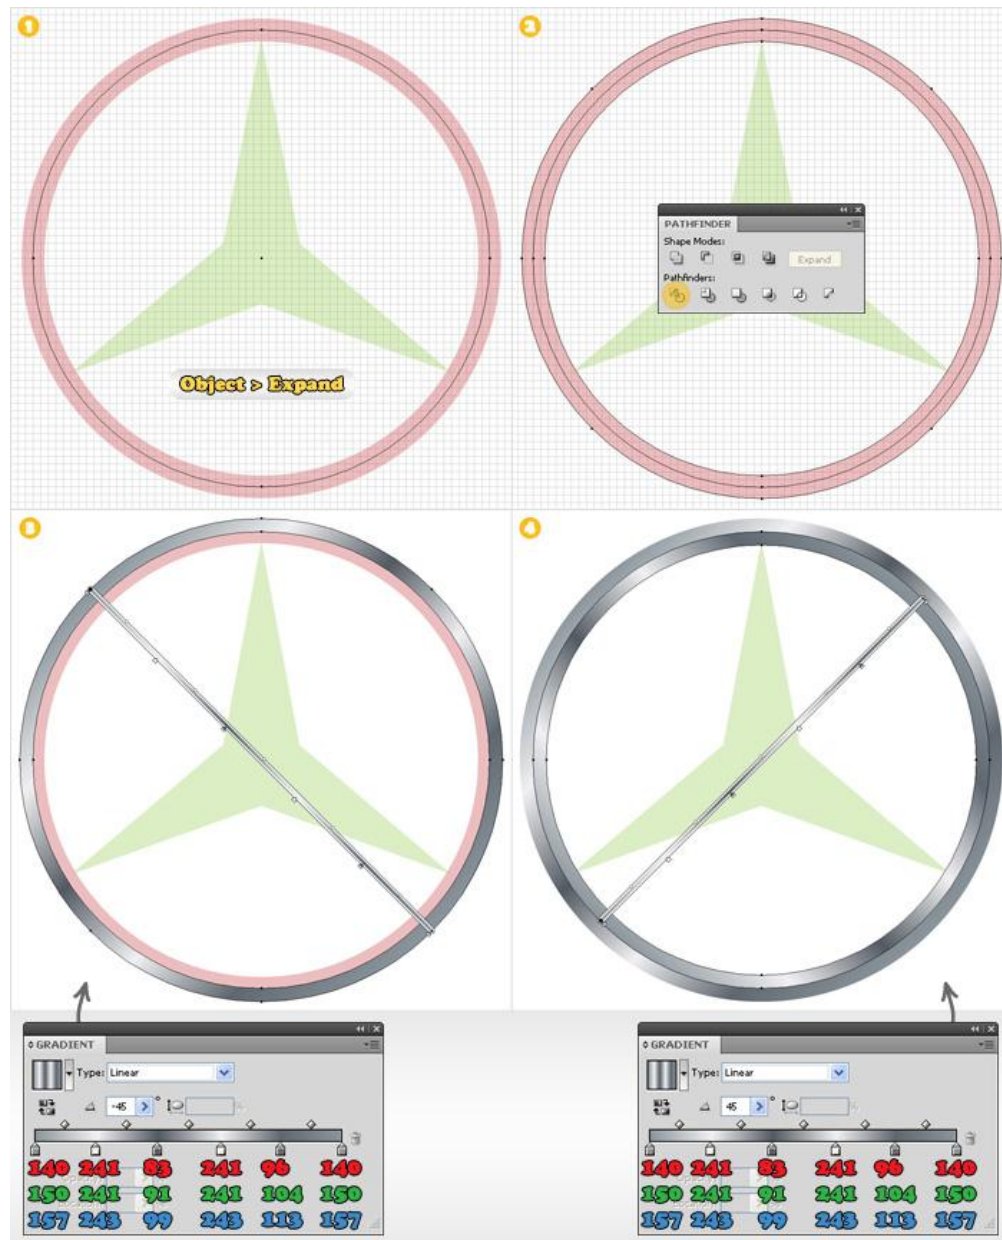 1
2
PATHFINDER
Shape Modes:
Expand
Pathfinders:
Object > Expand
3
4
GRADIENT
Type: Linear
-45 °
140 241 83 241 96 140
150 241 91 241 104 150
157 243 99 243 113 157
GRADIENT
Type: Linear
45 °
140 241 83 241 96 140
150 241 91 241 104 150
157 243 99 243 113 157